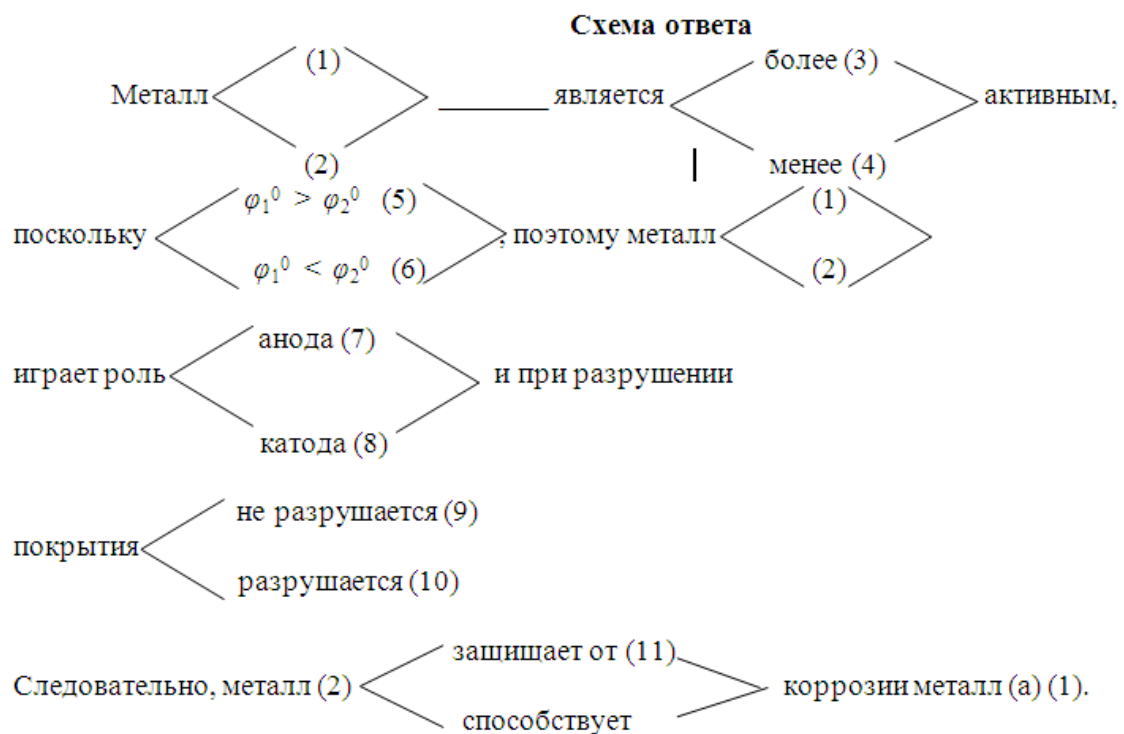 Схема ответа
(1) более (3)
Металл ________ является активным,
(2) менее (4)
φ₁⁰ > φ₂⁰ (5) (1)
поскольку , поэтому металл
φ₁⁰ < φ₂⁰ (6) (2)
анода (7)
играет роль и при разрушении
катода (8)
не разрушается (9)
покрытия
разрушается (10)
защищает от (11)
Следовательно, металл (2) коррозии металл (а) (1).
способствует